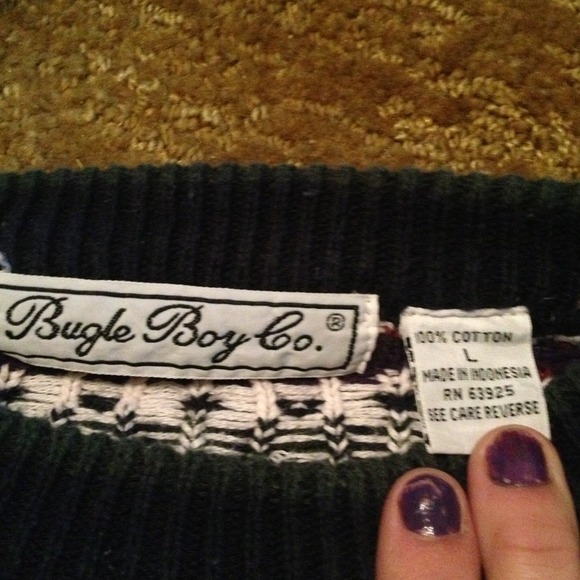 Bugle Boy Co.®
100% COTTON
L
MADE IN INDONESIA
RN 63925
SEE CARE REVERSE